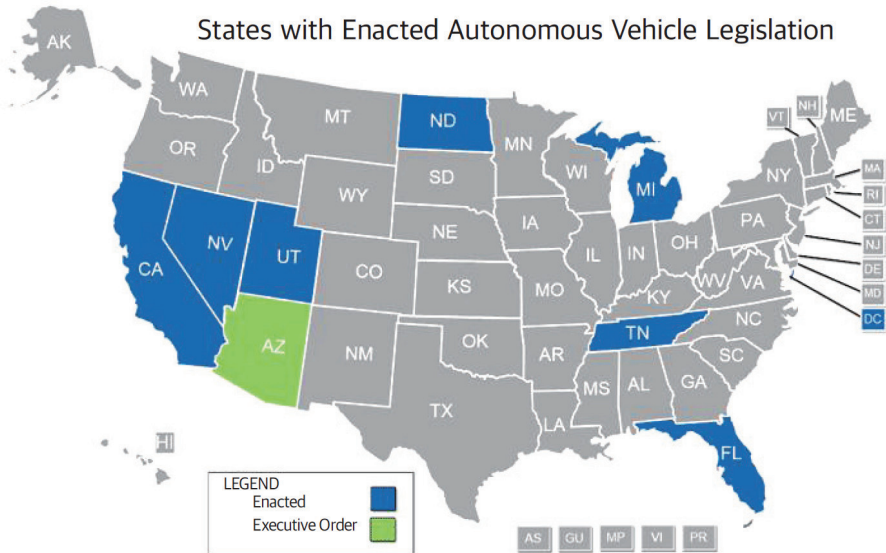 States with Enacted Autonomous Vehicle Legislation
AK
WA
MT
ND
MN
VT
NH
ME
OR
ID
WY
SD
WI
MI
NY
MA
RI
CT
NJ
DE
MD
DC
CA
NV
UT
CO
NE
IA
IL
IN
OH
PA
KS
MO
KY
WV
VA
AZ
NM
OK
AR
TN
NC
SC
TX
LA
MS
AL
GA
FL
HI
LEGEND
Enacted
Executive Order
AS GU MP VI PR